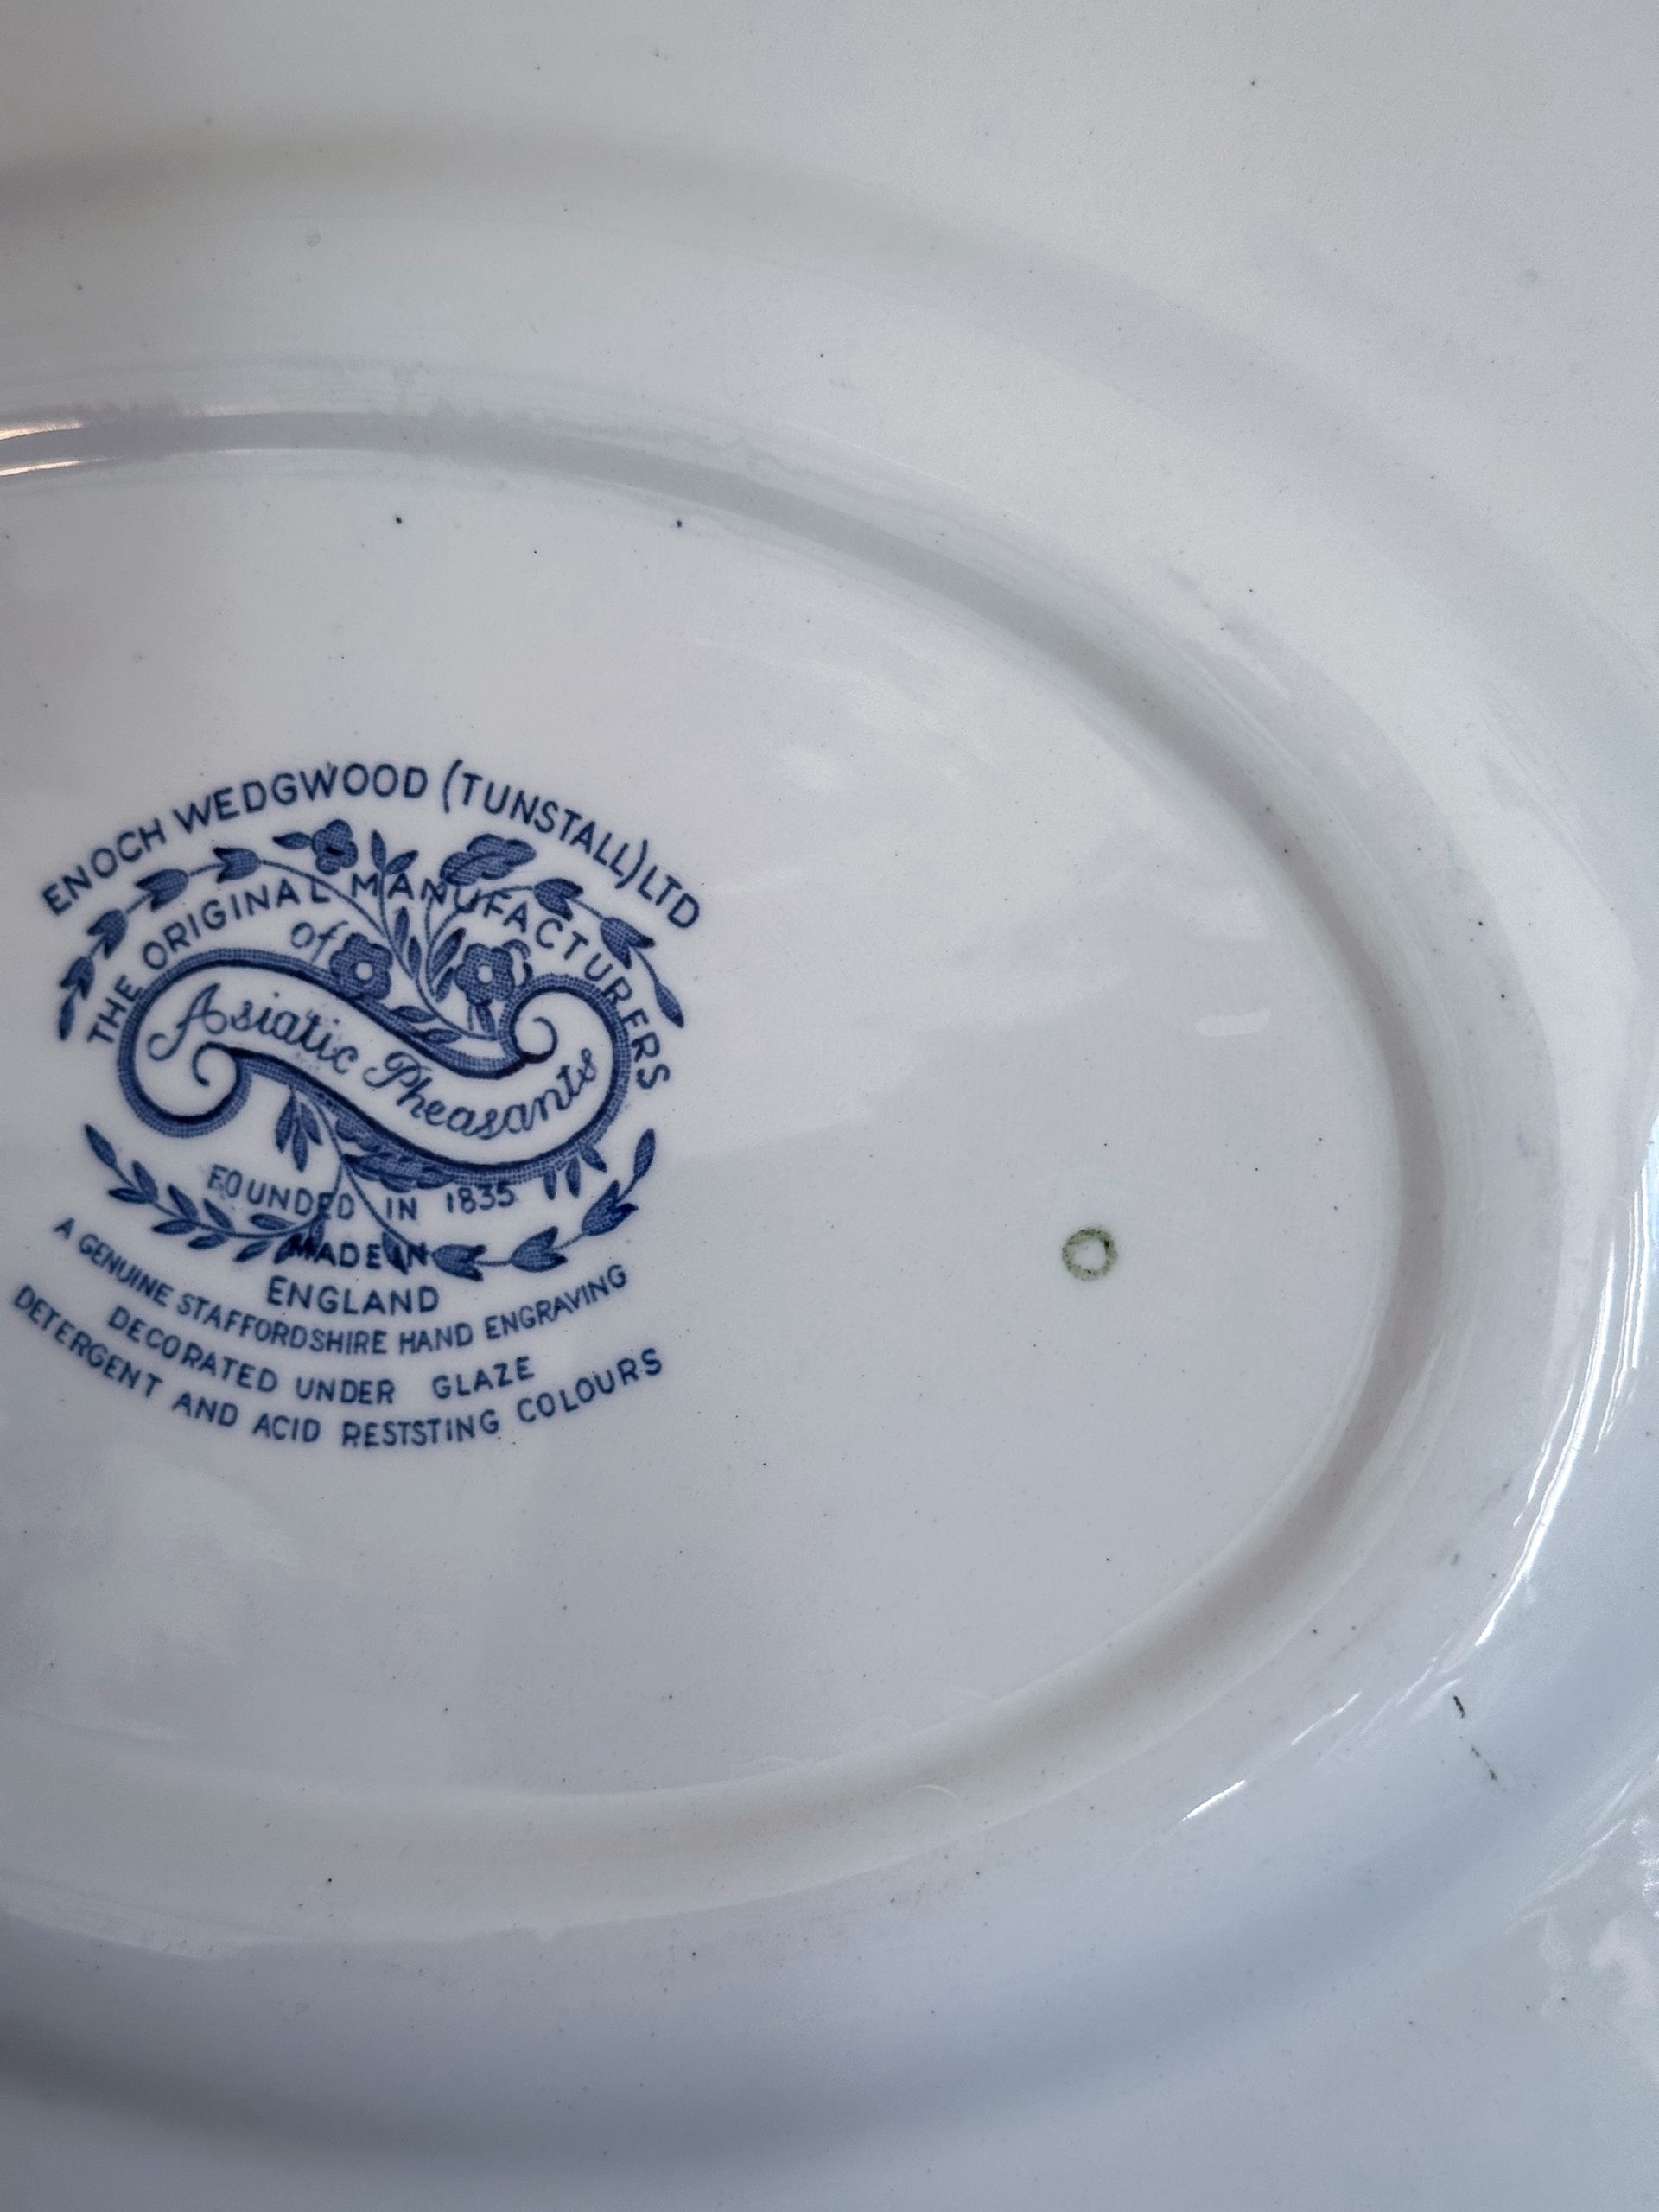 ENOCH WEDGWOOD (TUNSTALL) LTD
THE ORIGINAL MANUFACTURERS
of
Asiatic Pheasants
FOUNDED IN 1835
MADE IN
ENGLAND
A GENUINE STAFFORDSHIRE HAND ENGRAVING
DECORATED UNDER GLAZE
DETERGENT AND ACID RESTSTING COLOURS